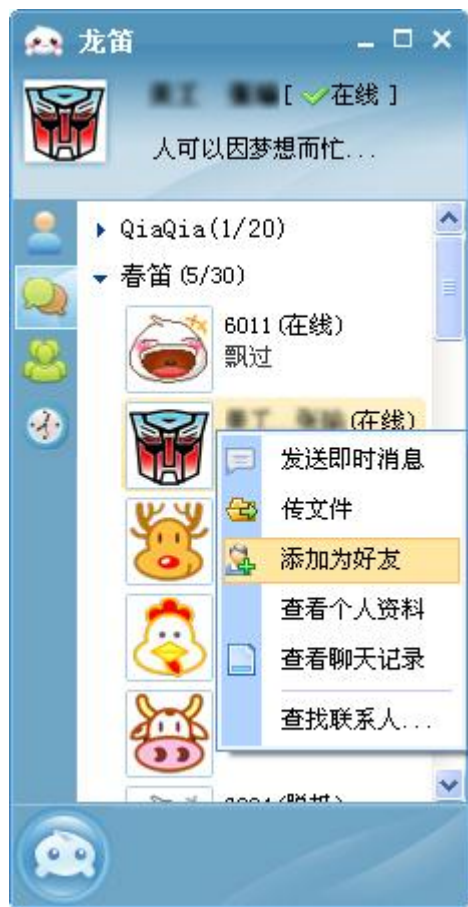 龙笛
[ 在线 ]
人可以因梦想而忙...
QiaQia(1/20)
春笛(5/30)
6011(在线)
飘过
(在线)
发送即时消息
传文件
添加为好友
查看个人资料
查看聊天记录
查找联系人...